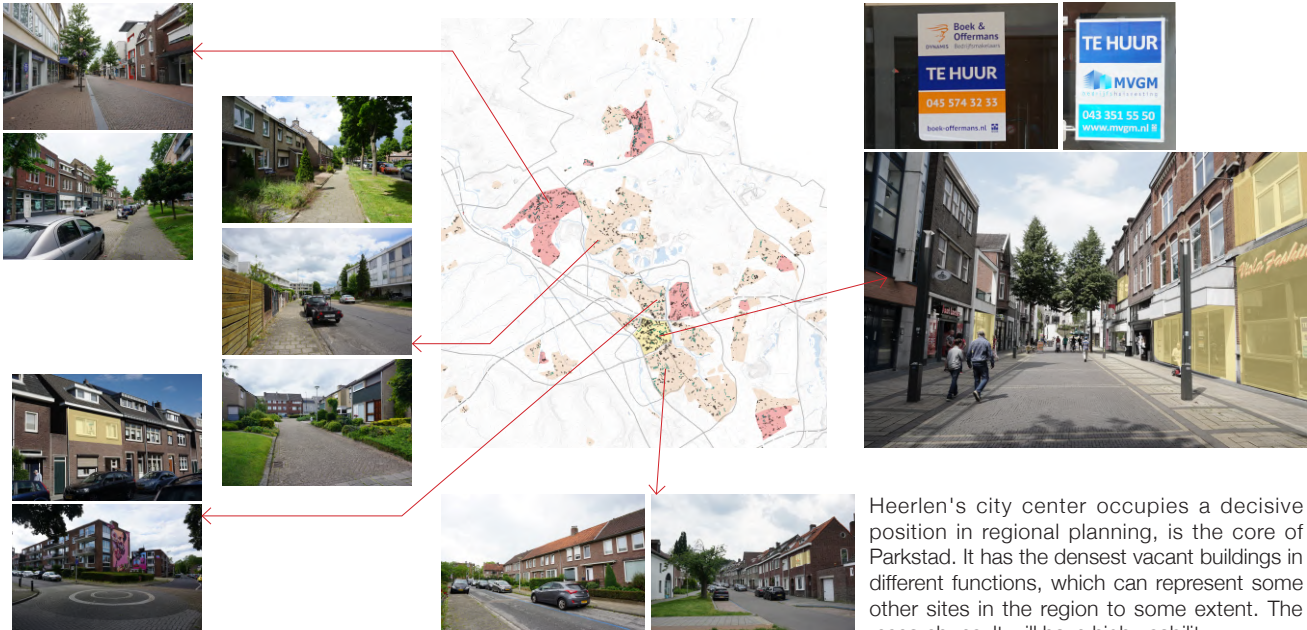 Boek &
Offermans
DYNAMIS Bedrijfsmakelaars
TE HUUR
045 574 32 33
boek-offermans.nl
TE HUUR
MVGM
bedrijfshuisvesting
043 351 55 50
www.mvgm.nl
Heerlen's city center occupies a decisive
position in regional planning, is the core of
Parkstad. It has the densest vacant buildings in
different functions, which can represent some
other sites in the region to some extent. The